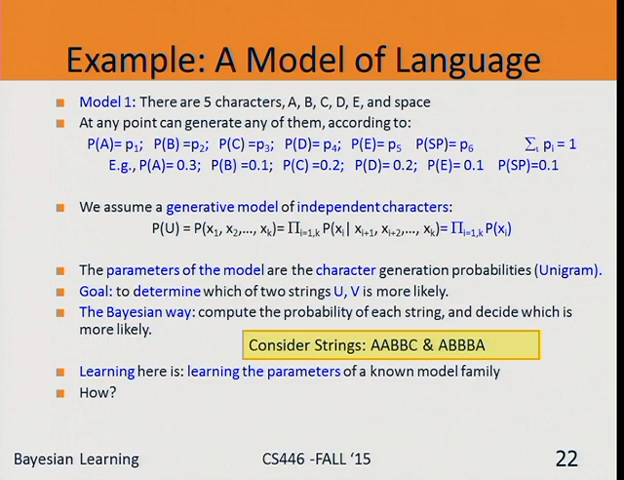 Example: A Model of Language
Model 1: There are 5 characters, A, B, C, D, E, and space
At any point can generate any of them, according to:
P(A)= p₁; P(B) =p₂; P(C) =p₃; P(D)= p₄; P(E)= p₅ P(SP)= p₆ ∑ᵢ pᵢ = 1
E.g., P(A)= 0.3; P(B) =0.1; P(C) =0.2; P(D)= 0.2; P(E)= 0.1 P(SP)=0.1
We assume a generative model of independent characters:
P(U) = P(x₁, x₂,..., xₖ)= ∏ᵢ₌₁,ₖ P(xᵢ | xᵢ₊₁, xᵢ₊₂,..., xₖ)= ∏ᵢ₌₁,ₖ P(xᵢ)
The parameters of the model are the character generation probabilities (Unigram).
Goal: to determine which of two strings U, V is more likely.
The Bayesian way: compute the probability of each string, and decide which is
more likely.
Consider Strings: AABBC & ABBBA
Learning here is: learning the parameters of a known model family
How?
Bayesian Learning CS446 -FALL ‘15 22